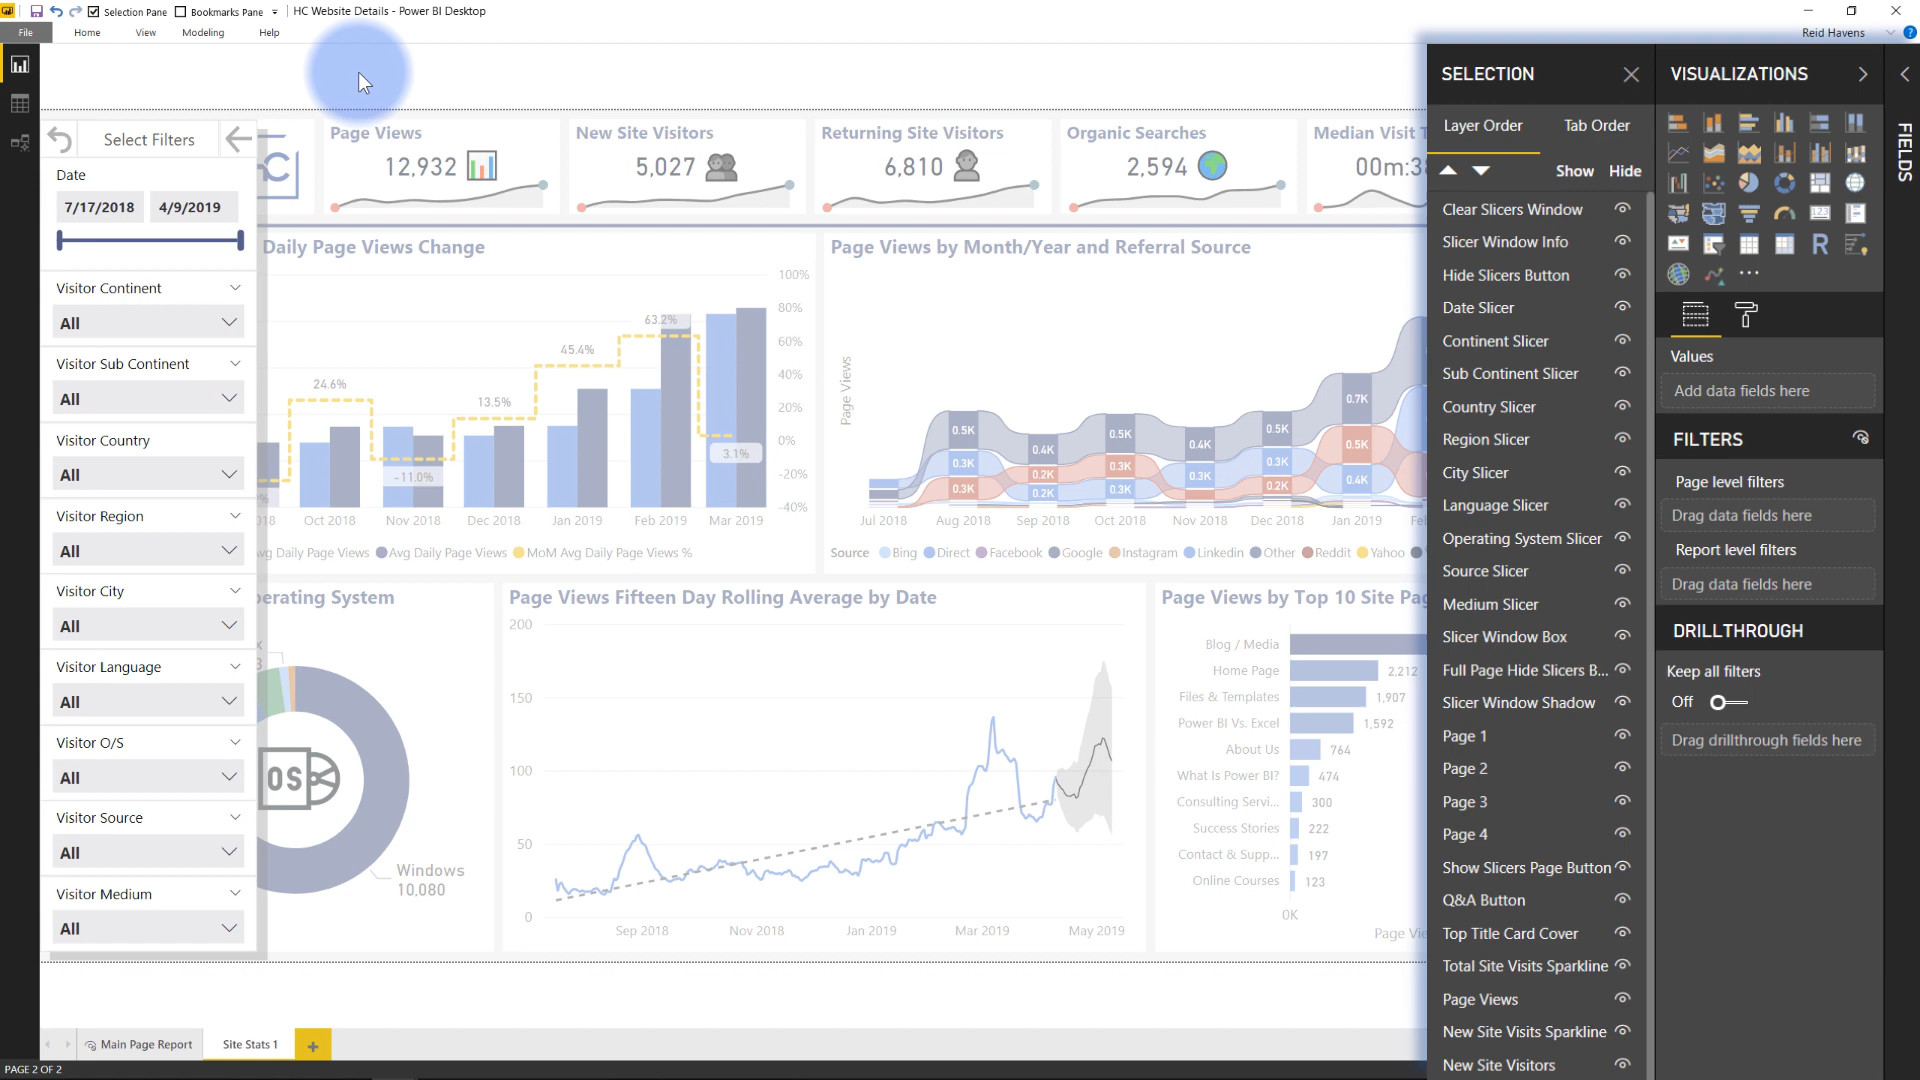 Selection Pane
Bookmarks Pane
HC Website Details - Power BI Desktop
File
Home
View
Modeling
Help
Reid Havens
?
Select Filters
Date
7/17/2018
4/9/2019
Visitor Continent
All
Visitor Sub Continent
All
Visitor Country
All
Visitor Region
All
Visitor City
All
Visitor Language
All
Visitor O/S
All
Visitor Source
All
Visitor Medium
All
Page Views
12,932
New Site Visitors
5,027
Returning Site Visitors
6,810
Organic Searches
2,594
Median Visit T
00m:38
Daily Page Views Change
100%
80%
60%
40%
20%
0%
-20%
-40%
24.6%
-11.0%
13.5%
45.4%
63.2%
3.1%
018
Oct 2018
Nov 2018
Dec 2018
Jan 2019
Feb 2019
Mar 2019
vg Daily Page Views
Avg Daily Page Views
MoM Avg Daily Page Views %
Page Views by Month/Year and Referral Source
Page Views
0.5K
0.3K
0.3K
0.4K
0.2K
0.2K
0.5K
0.3K
0.3K
0.4K
0.3K
0.5K
0.3K
0.2K
0.7K
0.5K
0.4K
Jul 2018
Aug 2018
Sep 2018
Oct 2018
Nov 2018
Dec 2018
Jan 2019
Source
Bing
Direct
Facebook
Google
Instagram
Linkedin
Other
Reddit
Yahoo
perating System
OS
Windows
10,080
Page Views Fifteen Day Rolling Average by Date
200
150
100
50
0
Sep 2018
Nov 2018
Jan 2019
Mar 2019
May 2019
Page Views by Top 10 Site Pag
Blog / Media
Home Page
2,212
Files & Templates
1,907
Power BI Vs. Excel
1,592
About Us
764
What Is Power BI?
474
Consulting Servi...
300
Success Stories
222
Contact & Supp...
197
Online Courses
123
0K
Page Vie
SELECTION
Layer Order
Tab Order
Show
Hide
Clear Slicers Window
Slicer Window Info
Hide Slicers Button
Date Slicer
Continent Slicer
Sub Continent Slicer
Country Slicer
Region Slicer
City Slicer
Language Slicer
Operating System Slicer
Source Slicer
Medium Slicer
Slicer Window Box
Full Page Hide Slicers B...
Slicer Window Shadow
Page 1
Page 2
Page 3
Page 4
Show Slicers Page Button
Q&A Button
Top Title Card Cover
Total Site Visits Sparkline
Page Views
New Site Visits Sparkline
New Site Visitors
VISUALIZATIONS
123
R
Values
Add data fields here
FILTERS
Page level filters
Drag data fields here
Report level filters
Drag data fields here
DRILLTHROUGH
Keep all filters
Off
Drag drillthrough fields here
FIELDS
Main Page Report
Site Stats 1
PAGE 2 OF 2